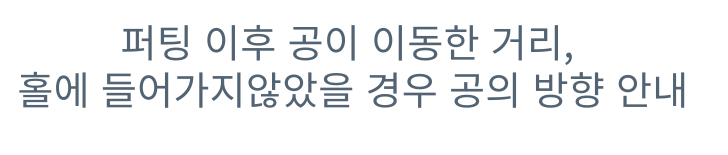 퍼팅 이후 공이 이동한 거리,
홀에 들어가지않았을 경우 공의 방향 안내